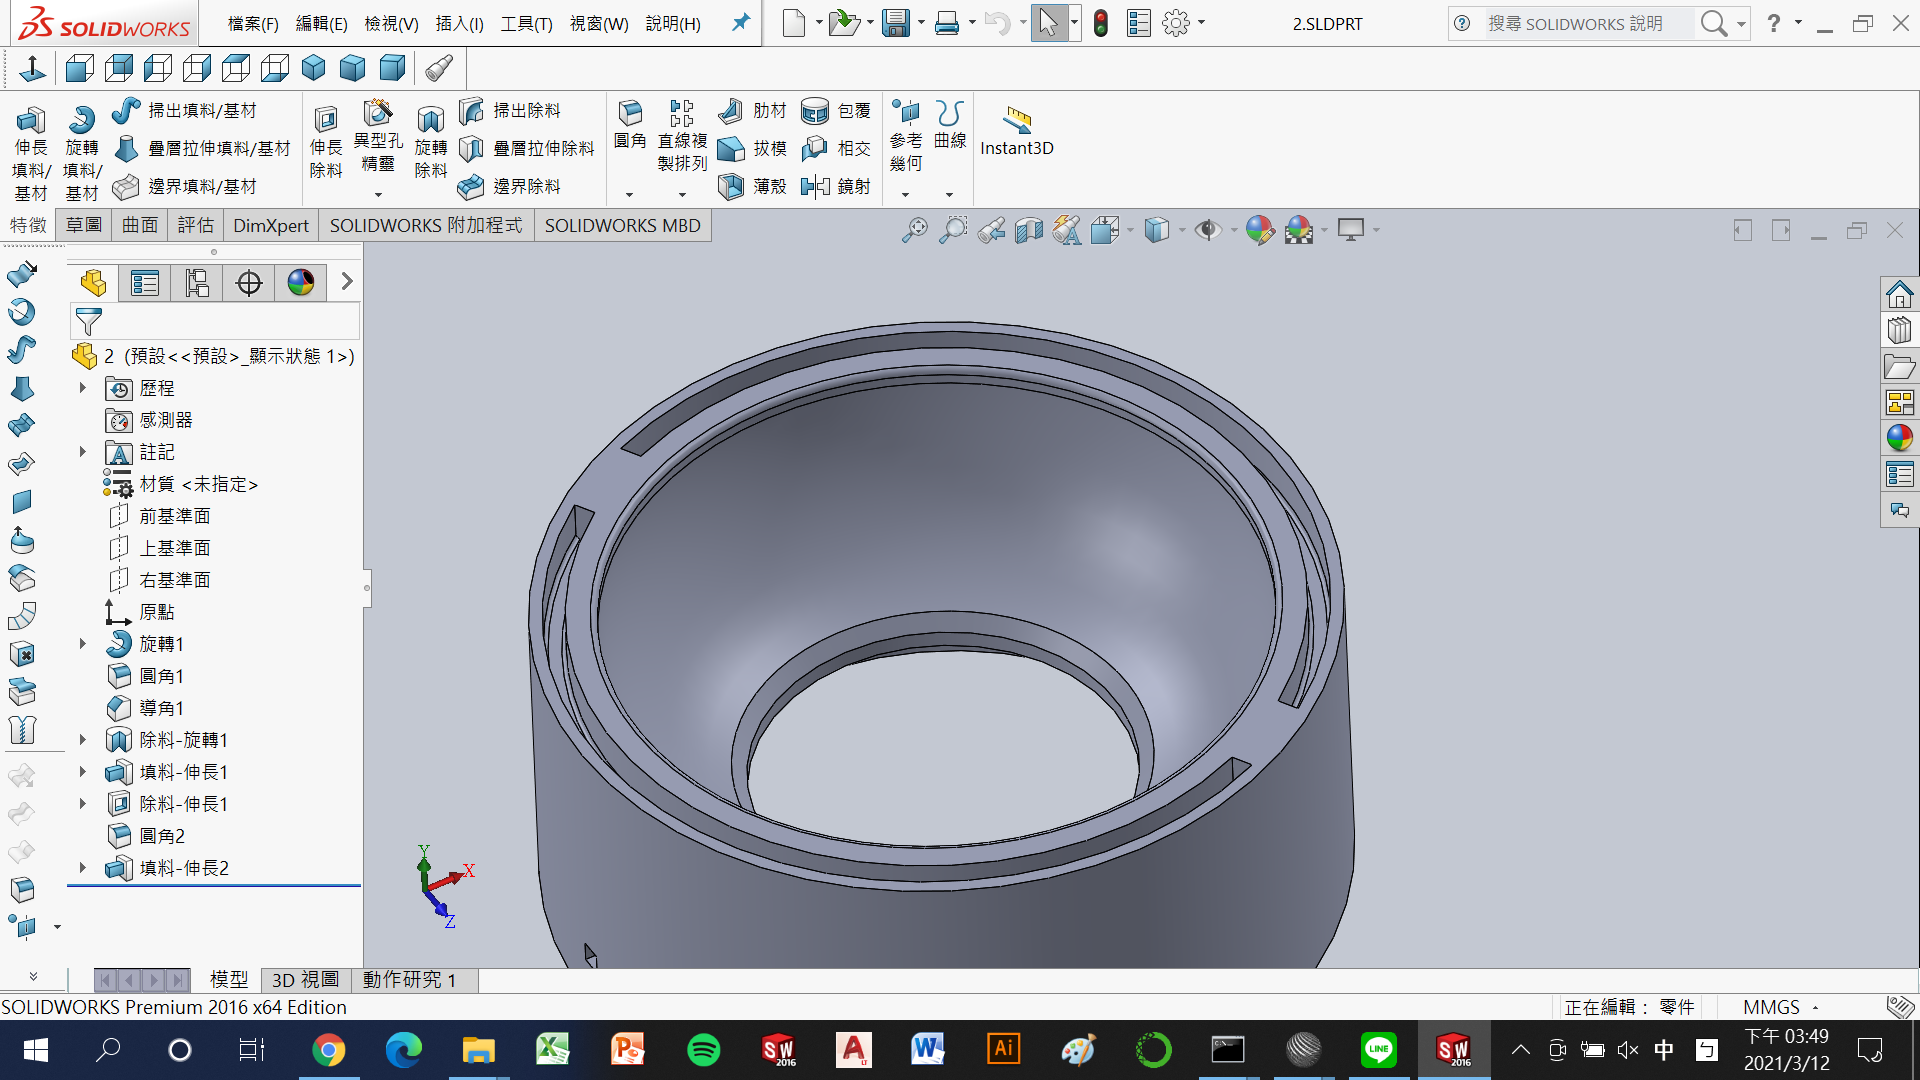 SOLIDWORKS 檔案(F) 編輯(E) 檢視(V) 插入(I) 工具(T) 視窗(W) 說明(H) 2.SLDPRT 搜尋 SOLIDWORKS 說明 ?
伸長填料/基材
旋轉填料/基材
掃出填料/基材
疊層拉伸填料/基材
邊界填料/基材
伸長除料
異型孔精靈
旋轉除料
掃出除料
疊層拉伸除料
邊界除料
圓角
直線複製排列
肋材
拔模
薄殼
包覆
相交
鏡射
參考幾何
曲線
Instant3D
特徵 草圖 曲面 評估 DimXpert SOLIDWORKS 附加程式 SOLIDWORKS MBD
2 (預設<<預設>_顯示狀態 1>)
歷程
感測器
註記
材質 <未指定>
前基準面
上基準面
右基準面
原點
旋轉1
圓角1
導角1
除料-旋轉1
填料-伸長1
除料-伸長1
圓角2
填料-伸長2
Y
X
Z
模型 3D 視圖 動作研究 1
SOLIDWORKS Premium 2016 x64 Edition 正在編輯： 零件 MMGS
中 ㄅ 下午 03:49
2021/3/12